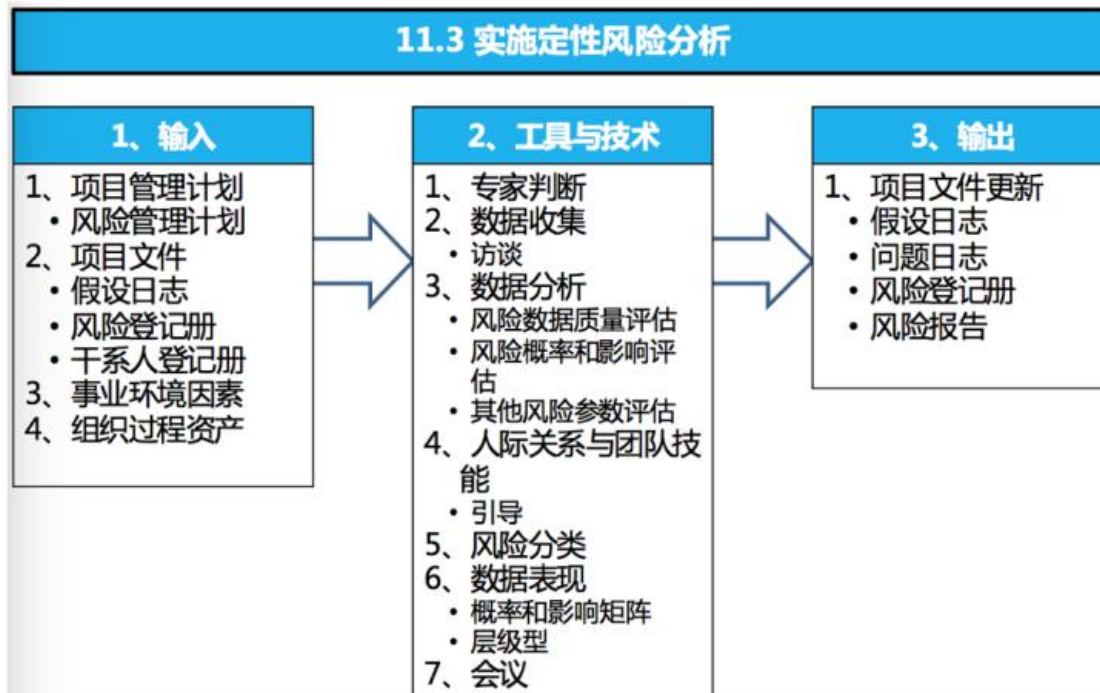 11.3 实施定性风险分析
1、输入
1、项目管理计划
• 风险管理计划
2、项目文件
• 假设日志
• 风险登记册
• 干系人登记册
3、事业环境因素
4、组织过程资产
2、工具与技术
1、专家判断
2、数据收集
• 访谈
3、数据分析
• 风险数据质量评估
• 风险概率和影响评
估
• 其他风险参数评估
4、人际关系与团队技
能
• 引导
5、风险分类
6、数据表现
• 概率和影响矩阵
• 层级型
7、会议
3、输出
1、项目文件更新
• 假设日志
• 问题日志
• 风险登记册
• 风险报告